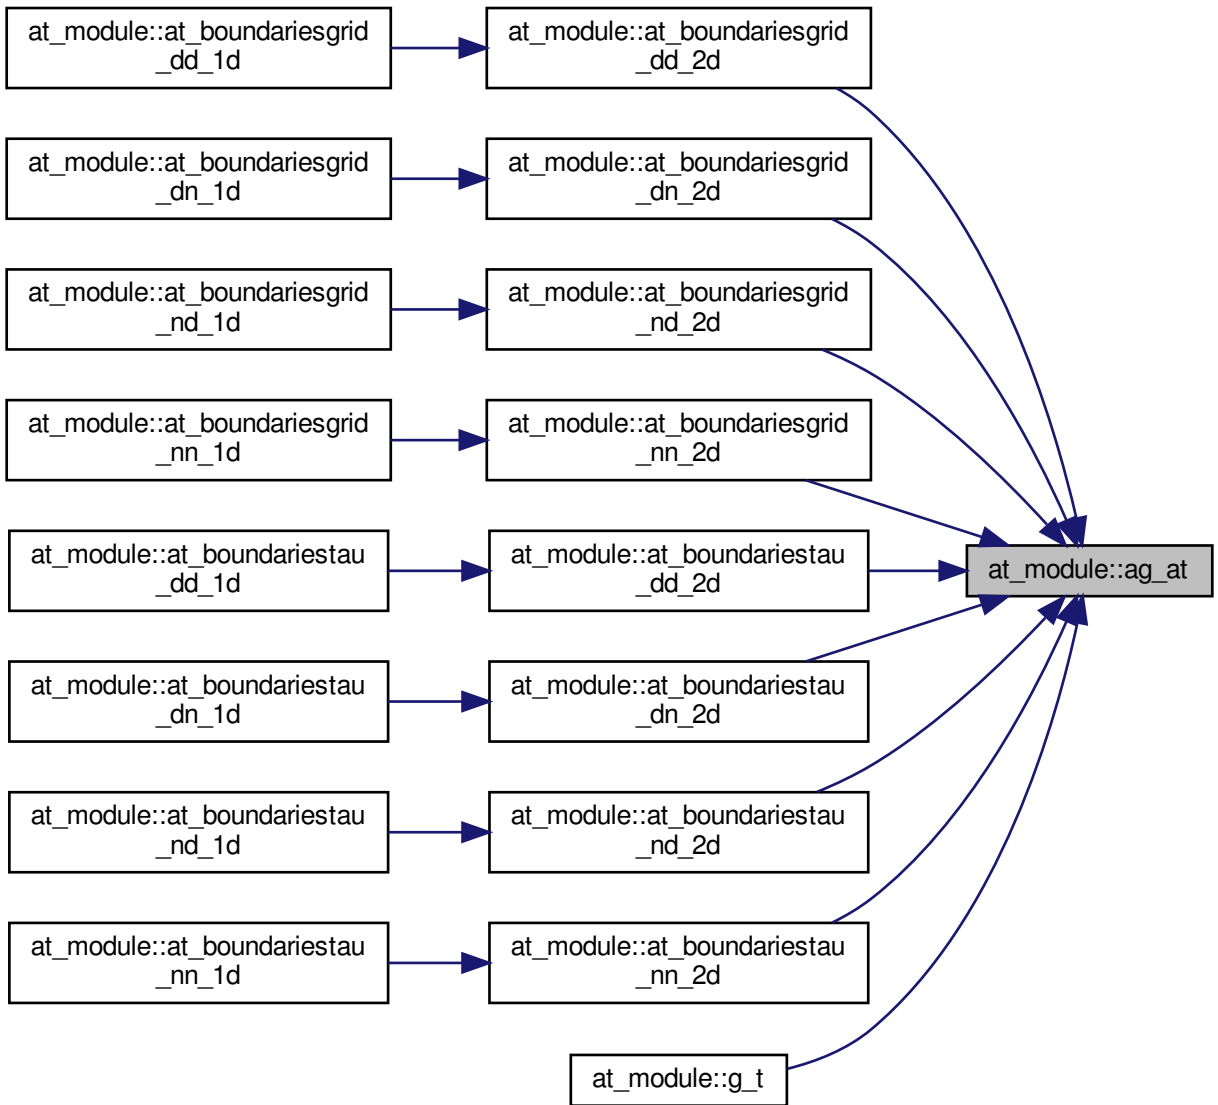 at_module::at_boundariesgrid
_dd_1d
at_module::at_boundariesgrid
_dd_2d
at_module::at_boundariesgrid
_dn_1d
at_module::at_boundariesgrid
_dn_2d
at_module::at_boundariesgrid
_nd_1d
at_module::at_boundariesgrid
_nd_2d
at_module::at_boundariesgrid
_nn_1d
at_module::at_boundariesgrid
_nn_2d
at_module::at_boundariestau
_dd_1d
at_module::at_boundariestau
_dd_2d
at_module::ag_at
at_module::at_boundariestau
_dn_1d
at_module::at_boundariestau
_dn_2d
at_module::at_boundariestau
_nd_1d
at_module::at_boundariestau
_nd_2d
at_module::at_boundariestau
_nn_1d
at_module::at_boundariestau
_nn_2d
at_module::g_t